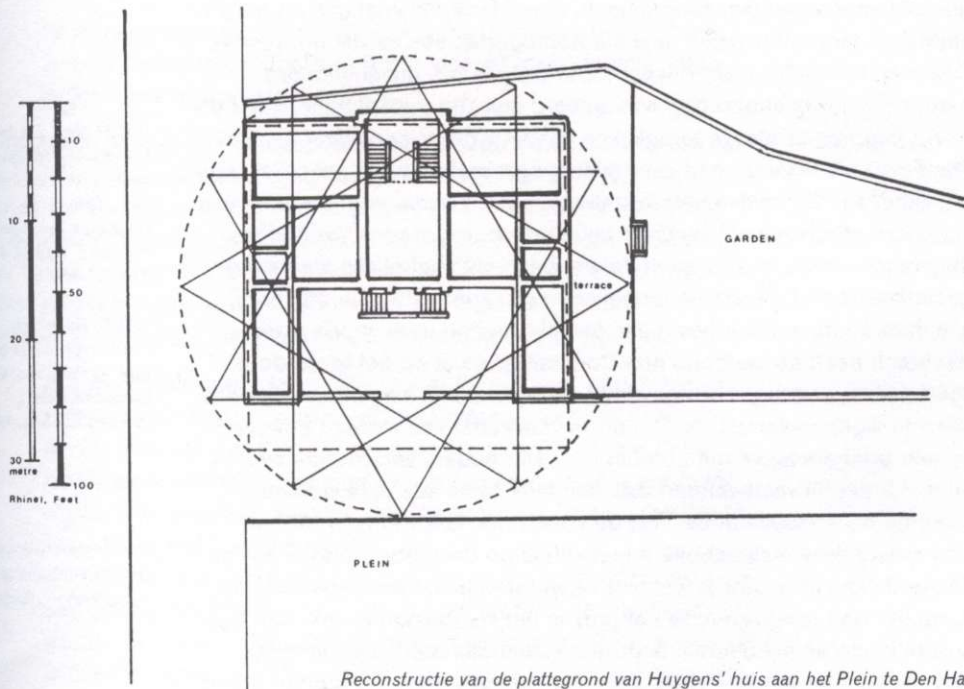 10
10
GARDEN
terrace
50
20
30
metre
100
Rhinel, Feet
PLEIN
Reconstructie van de plattegrond van Huygens' huis aan het Plein te Den Ha